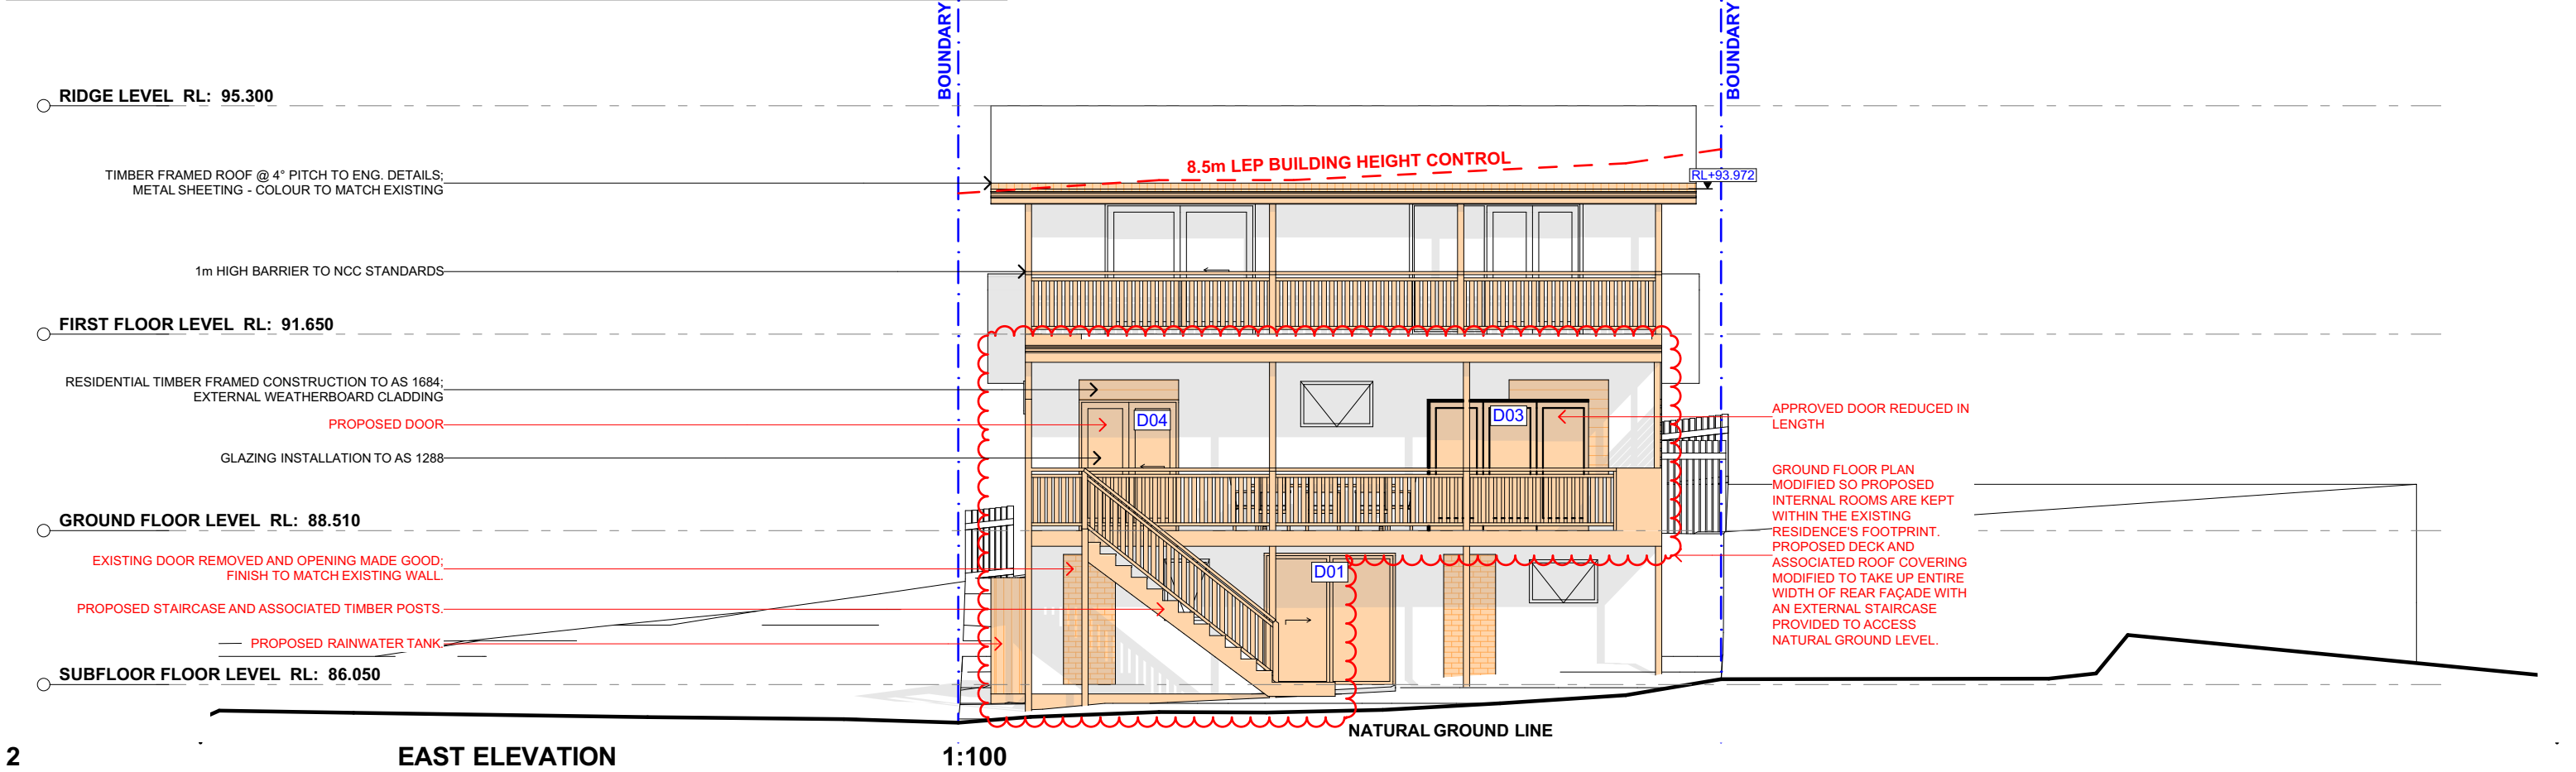 BOUNDARY
BOUNDARY
RIDGE LEVEL RL: 95.300
8.5m LEP BUILDING HEIGHT CONTROL
TIMBER FRAMED ROOF @ 4° PITCH TO ENG. DETAILS;
METAL SHEETING - COLOUR TO MATCH EXISTING
RL+93.972
1m HIGH BARRIER TO NCC STANDARDS
FIRST FLOOR LEVEL RL: 91.650
RESIDENTIAL TIMBER FRAMED CONSTRUCTION TO AS 1684;
EXTERNAL WEATHERBOARD CLADDING
PROPOSED DOOR
D04
D03
APPROVED DOOR REDUCED IN
LENGTH
GLAZING INSTALLATION TO AS 1288
GROUND FLOOR PLAN
MODIFIED SO PROPOSED
INTERNAL ROOMS ARE KEPT
WITHIN THE EXISTING
RESIDENCE'S FOOTPRINT.
PROPOSED DECK AND
ASSOCIATED ROOF COVERING
MODIFIED TO TAKE UP ENTIRE
WIDTH OF REAR FAÇADE WITH
AN EXTERNAL STAIRCASE
PROVIDED TO ACCESS
NATURAL GROUND LEVEL.
GROUND FLOOR LEVEL RL: 88.510
EXISTING DOOR REMOVED AND OPENING MADE GOOD;
FINISH TO MATCH EXISTING WALL.
D01
PROPOSED STAIRCASE AND ASSOCIATED TIMBER POSTS.
PROPOSED RAINWATER TANK.
SUBFLOOR FLOOR LEVEL RL: 86.050
NATURAL GROUND LINE
2 EAST ELEVATION 1:100